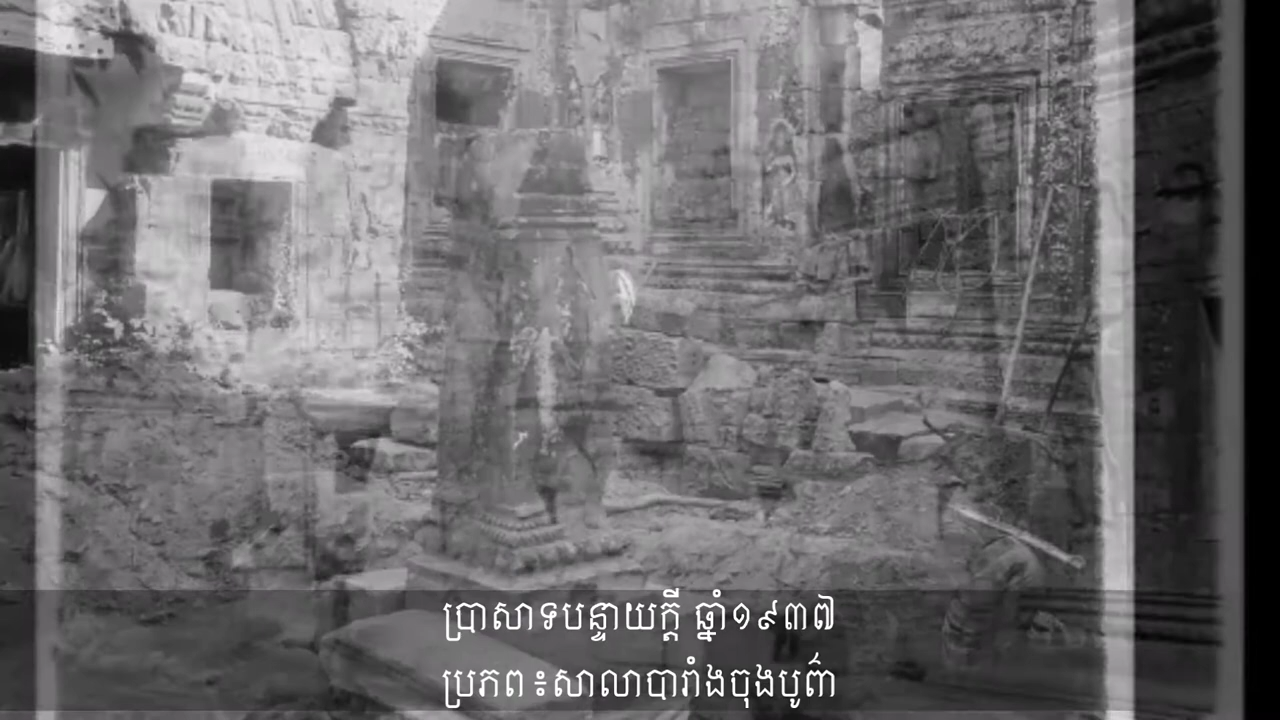 ប្រាសាទបន្ទាយក្ដី ឆ្នាំ១៩៣៧
ប្រភព៖សាលាបារាំងចុងបូព៌ា